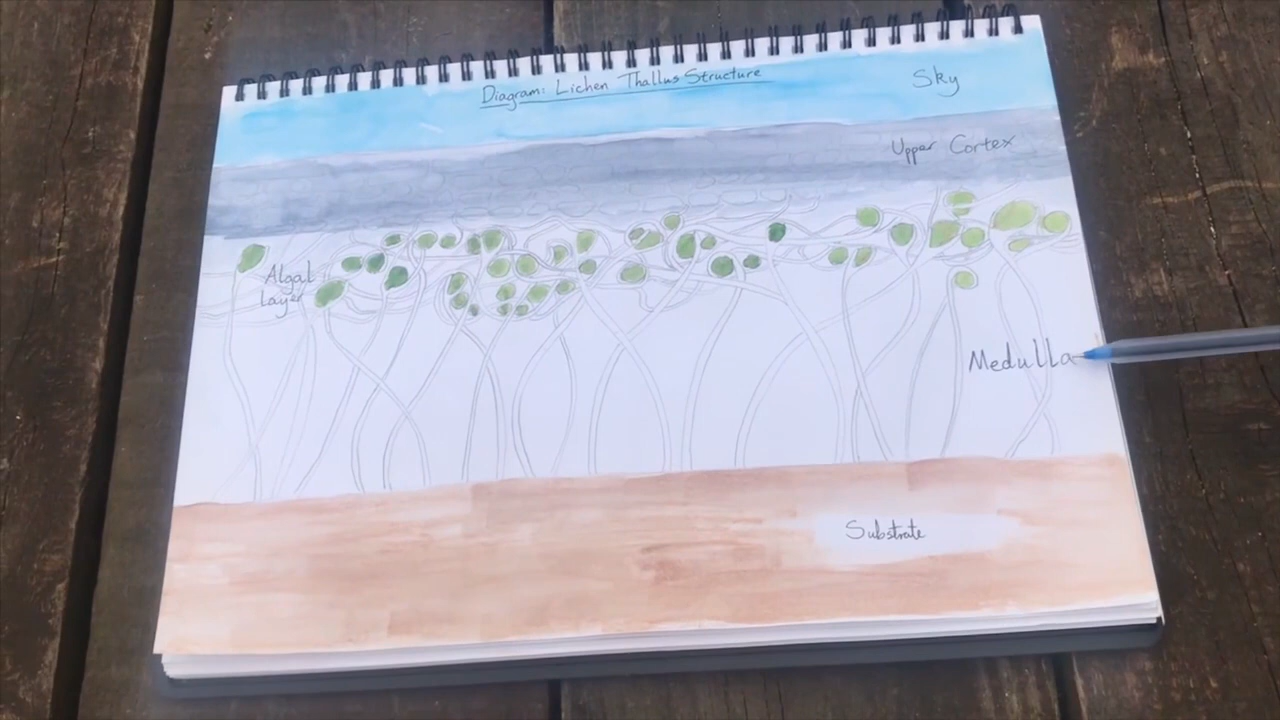 Diagram: Lichen Thallus Structure
Sky
Upper Cortex
Algal
Layer
Medulla
Substrate